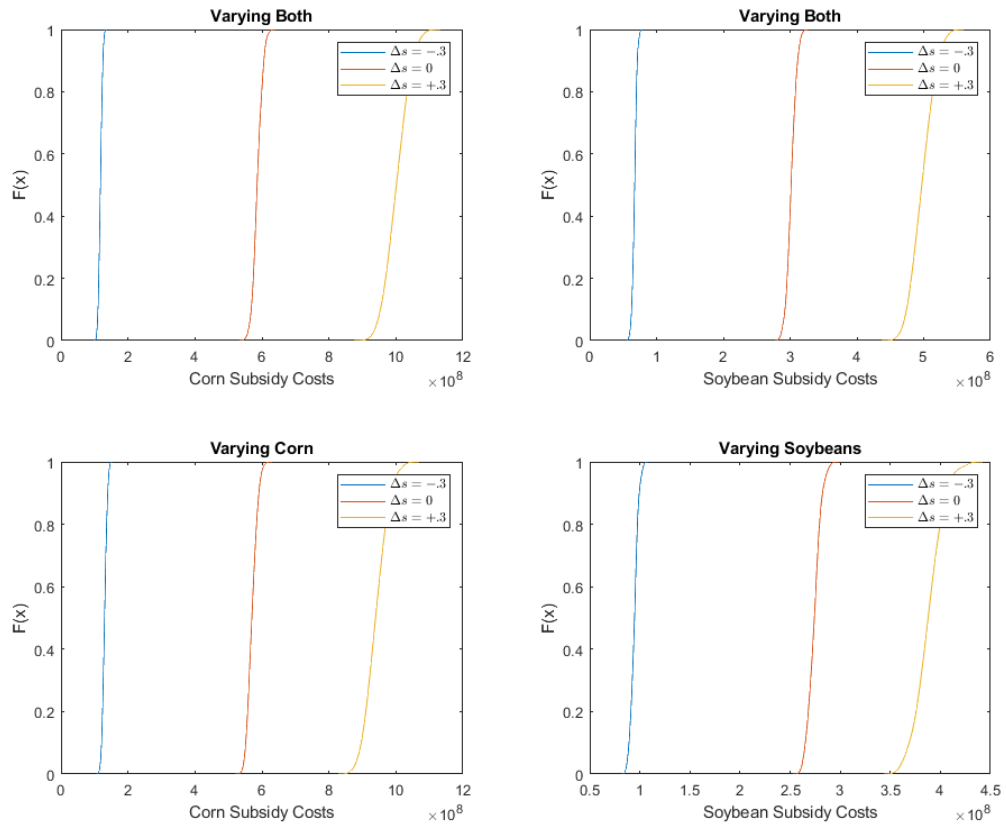 Varying Both
1
0.8
0.6
0.4
0.2
0
F(x)
0 2 4 6 8 10 12
Corn Subsidy Costs
×10^8
Δs = −.3
Δs = 0
Δs = +.3
Varying Both
1
0.8
0.6
0.4
0.2
0
F(x)
0 1 2 3 4 5 6
Soybean Subsidy Costs
×10^8
Δs = −.3
Δs = 0
Δs = +.3
Varying Corn
1
0.8
0.6
0.4
0.2
0
F(x)
0 2 4 6 8 10 12
Corn Subsidy Costs
×10^8
Δs = −.3
Δs = 0
Δs = +.3
Varying Soybeans
1
0.8
0.6
0.4
0.2
0
F(x)
0.5 1 1.5 2 2.5 3 3.5 4 4.5
Soybean Subsidy Costs
×10^8
Δs = −.3
Δs = 0
Δs = +.3